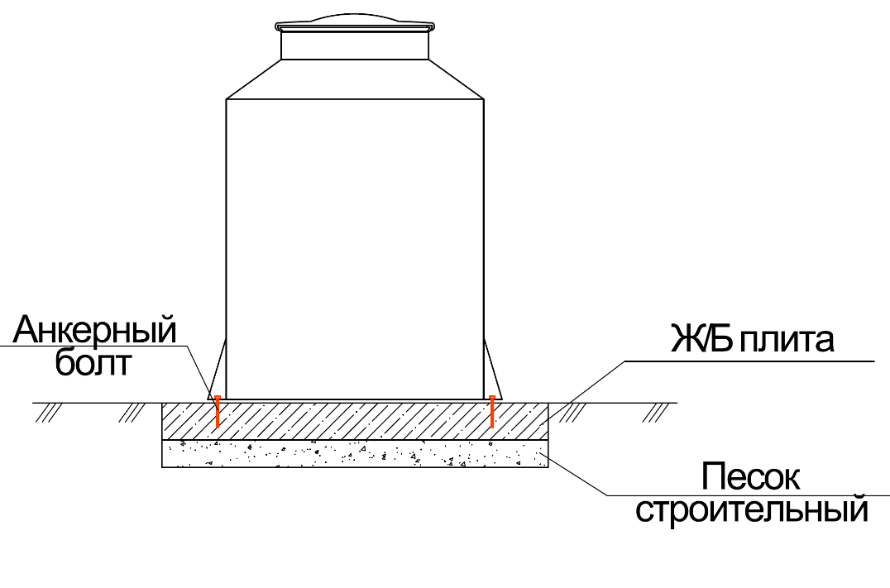 Анкерный
болт
Ж/Б плита
Песок
строительный